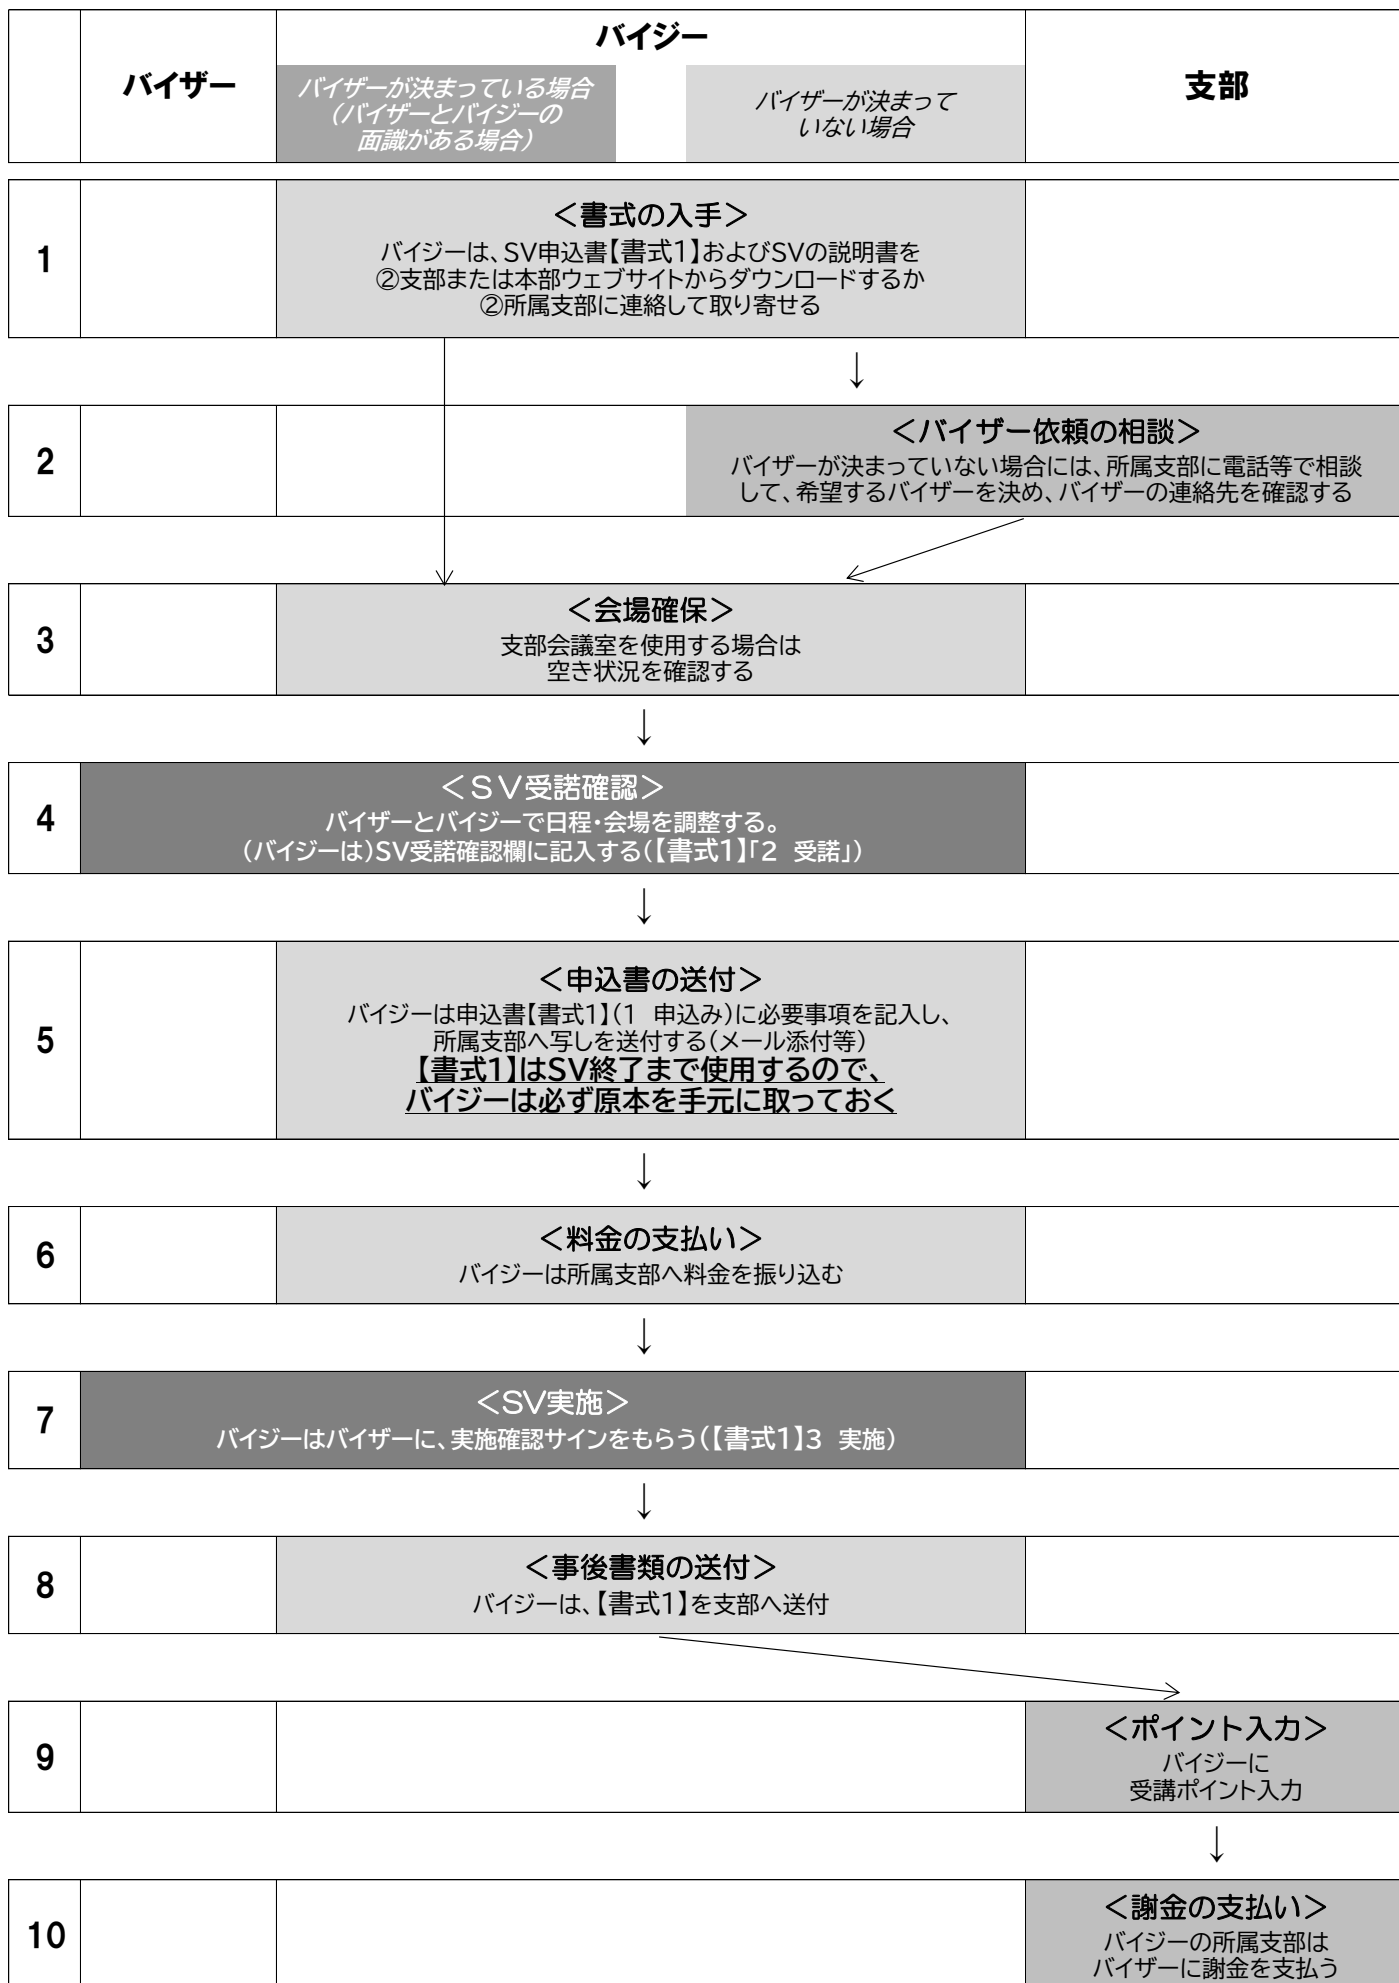 バイザー
バイジー
支部
バイザーが決まっている場合
（バイザーとバイジーの
面識がある場合）
バイザーが決まって
いない場合
1
＜書式の入手＞
バイジーは、SV申込書【書式1】およびSVの説明書を
②支部または本部ウェブサイトからダウンロードするか
②所属支部に連絡して取り寄せる
↓
2
＜バイザー依頼の相談＞
バイザーが決まっていない場合には、所属支部に電話等で相談
して、希望するバイザーを決め、バイザーの連絡先を確認する
3
＜会場確保＞
支部会議室を使用する場合は
空き状況を確認する
↓
4
＜ＳＶ受諾確認＞
バイザーとバイジーで日程・会場を調整する。
（バイジーは）SV受諾確認欄に記入する（【書式1】「2　受諾」）
↓
5
＜申込書の送付＞
バイジーは申込書【書式1】（1　申込み）に必要事項を記入し、
所属支部へ写しを送付する（メール添付等）
【書式1】はSV終了まで使用するので、
バイジーは必ず原本を手元に取っておく
↓
6
＜料金の支払い＞
バイジーは所属支部へ料金を振り込む
↓
7
＜SV実施＞
バイジーはバイザーに、実施確認サインをもらう（【書式1】3　実施）
↓
8
＜事後書類の送付＞
バイジーは、【書式1】を支部へ送付
9
＜ポイント入力＞
バイジーに
受講ポイント入力
↓
10
＜謝金の支払い＞
バイジーの所属支部は
バイザーに謝金を支払う